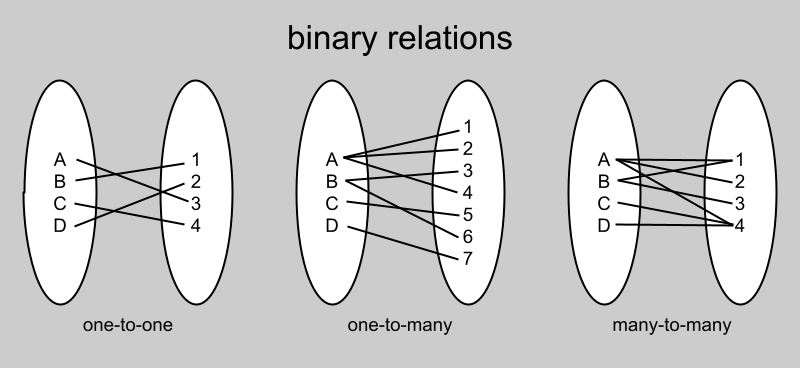 binary relations
A
B
C
D
1
2
3
4
one-to-one
A
B
C
D
1
2
3
4
5
6
7
one-to-many
A
B
C
D
1
2
3
4
many-to-many